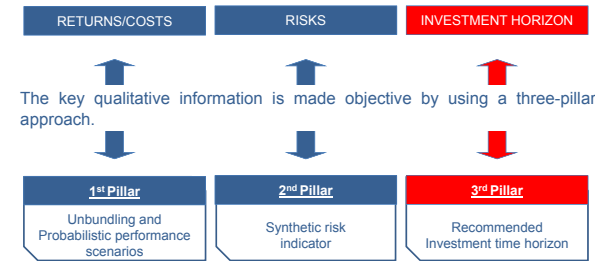 RETURNS/COSTS
RISKS
INVESTMENT HORIZON
The key qualitative information is made objective by using a three-pillar
approach.
1st Pillar
Unbundling and
Probabilistic performance
scenarios
2nd Pillar
Synthetic risk
indicator
3rd Pillar
Recommended
Investment time horizon